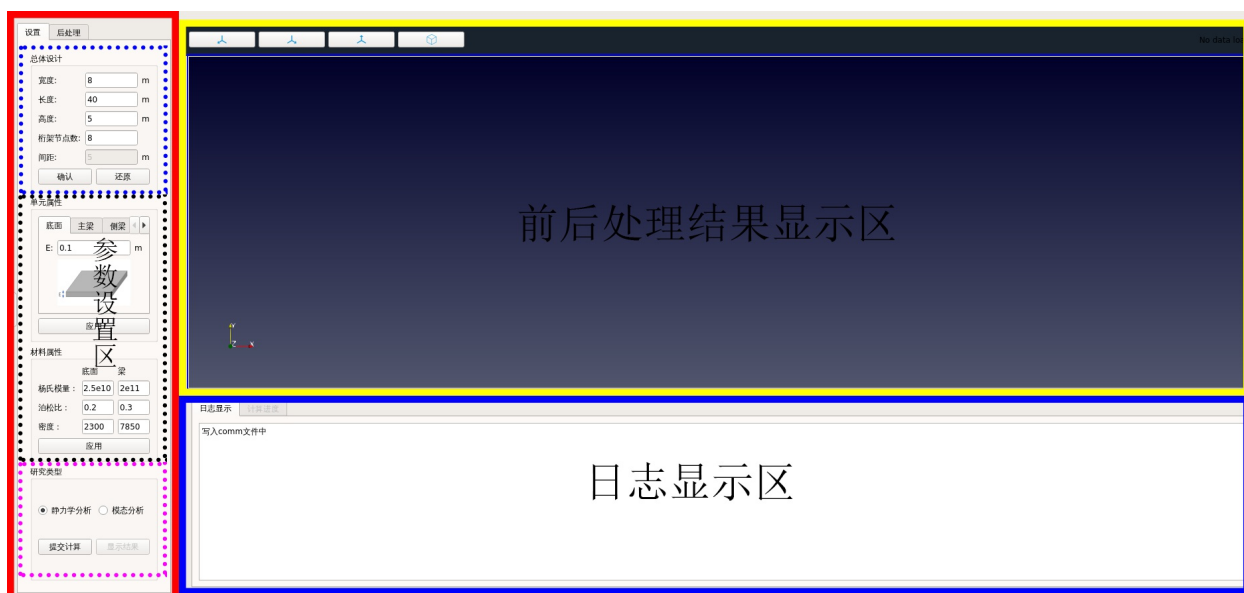 设置 后处理
总体设计
宽度: 8 m
长度: 40 m
高度: 5 m
桁架节点数: 8
间距: 5 m
确认 还原
单元属性
底面 主梁 侧梁
E: 0.1 m
应用
材料属性
底面 梁
杨氏模量： 2.5e10 2e11
泊松比： 0.2 0.3
密度： 2300 7850
应用
研究类型
静力学分析 模态分析
提交计算 显示结果
参数设置区
No data loa
前后处理结果显示区
Y
Z X
日志显示 计算进度
写入comm文件中
日志显示区